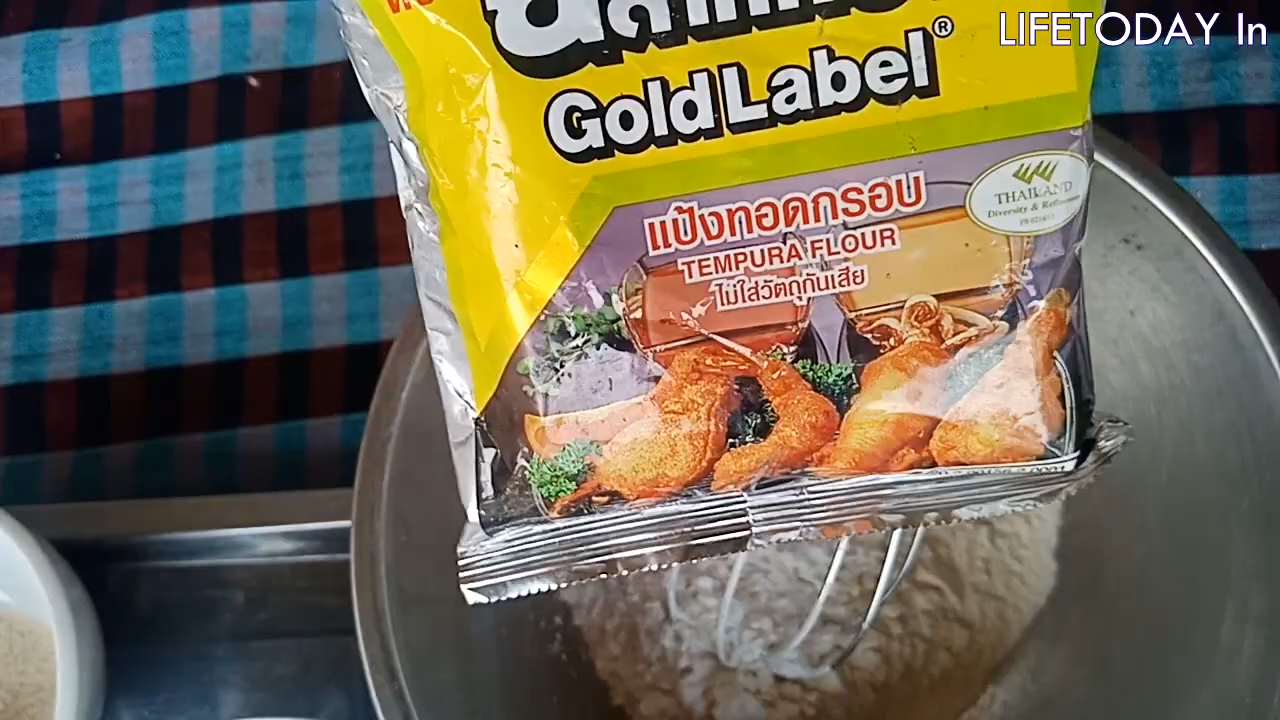 LIFETODAY In
Gold Label®
THAILAND
Diversity & Refinement
แป้งทอดกรอบ
TEMPURA FLOUR
ไม่ใส่วัตถุกันเสีย